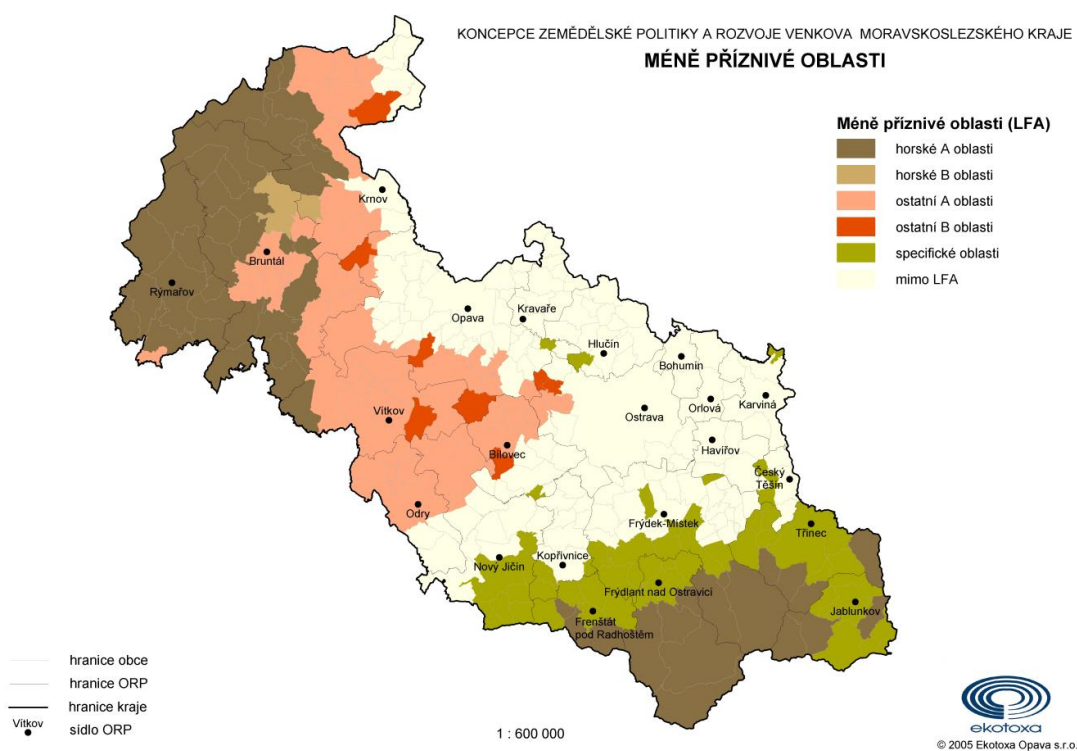 KONCEPCE ZEMĚDĚLSKÉ POLITIKY A ROZVOJE VENKOVA MORAVSKOSLEZSKÉHO KRAJE
MÉNĚ PŘÍZNIVÉ OBLASTI
Méně příznivé oblasti (LFA)
horské A oblasti
horské B oblasti
ostatní A oblasti
ostatní B oblasti
specifické oblasti
mimo LFA
Krnov
Bruntál
Rýmařov
Opava
Kravaře
Hlučín
Bohumín
Vítkov
Ostrava
Orlová
Karviná
Bílovec
Havířov
Český
Těšín
Odry
Frýdek-Místek
Třinec
Nový Jičín
Kopřivnice
Frýdlant nad Ostravicí
Jablunkov
Frenštát
pod Radhoštěm
hranice obce
hranice ORP
hranice kraje
Vítkov
sídlo ORP
1 : 600 000
ekotoxa
© 2005 Ekotoxa Opava s.r.o.